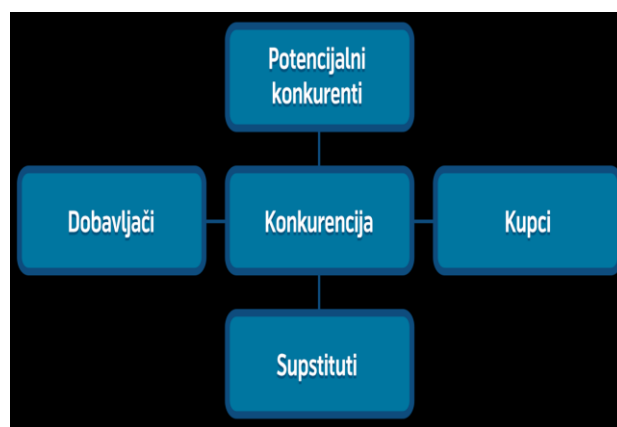 Potencijalni
konkurenti
Dobavljači
Konkurencija
Kupci
Supstituti